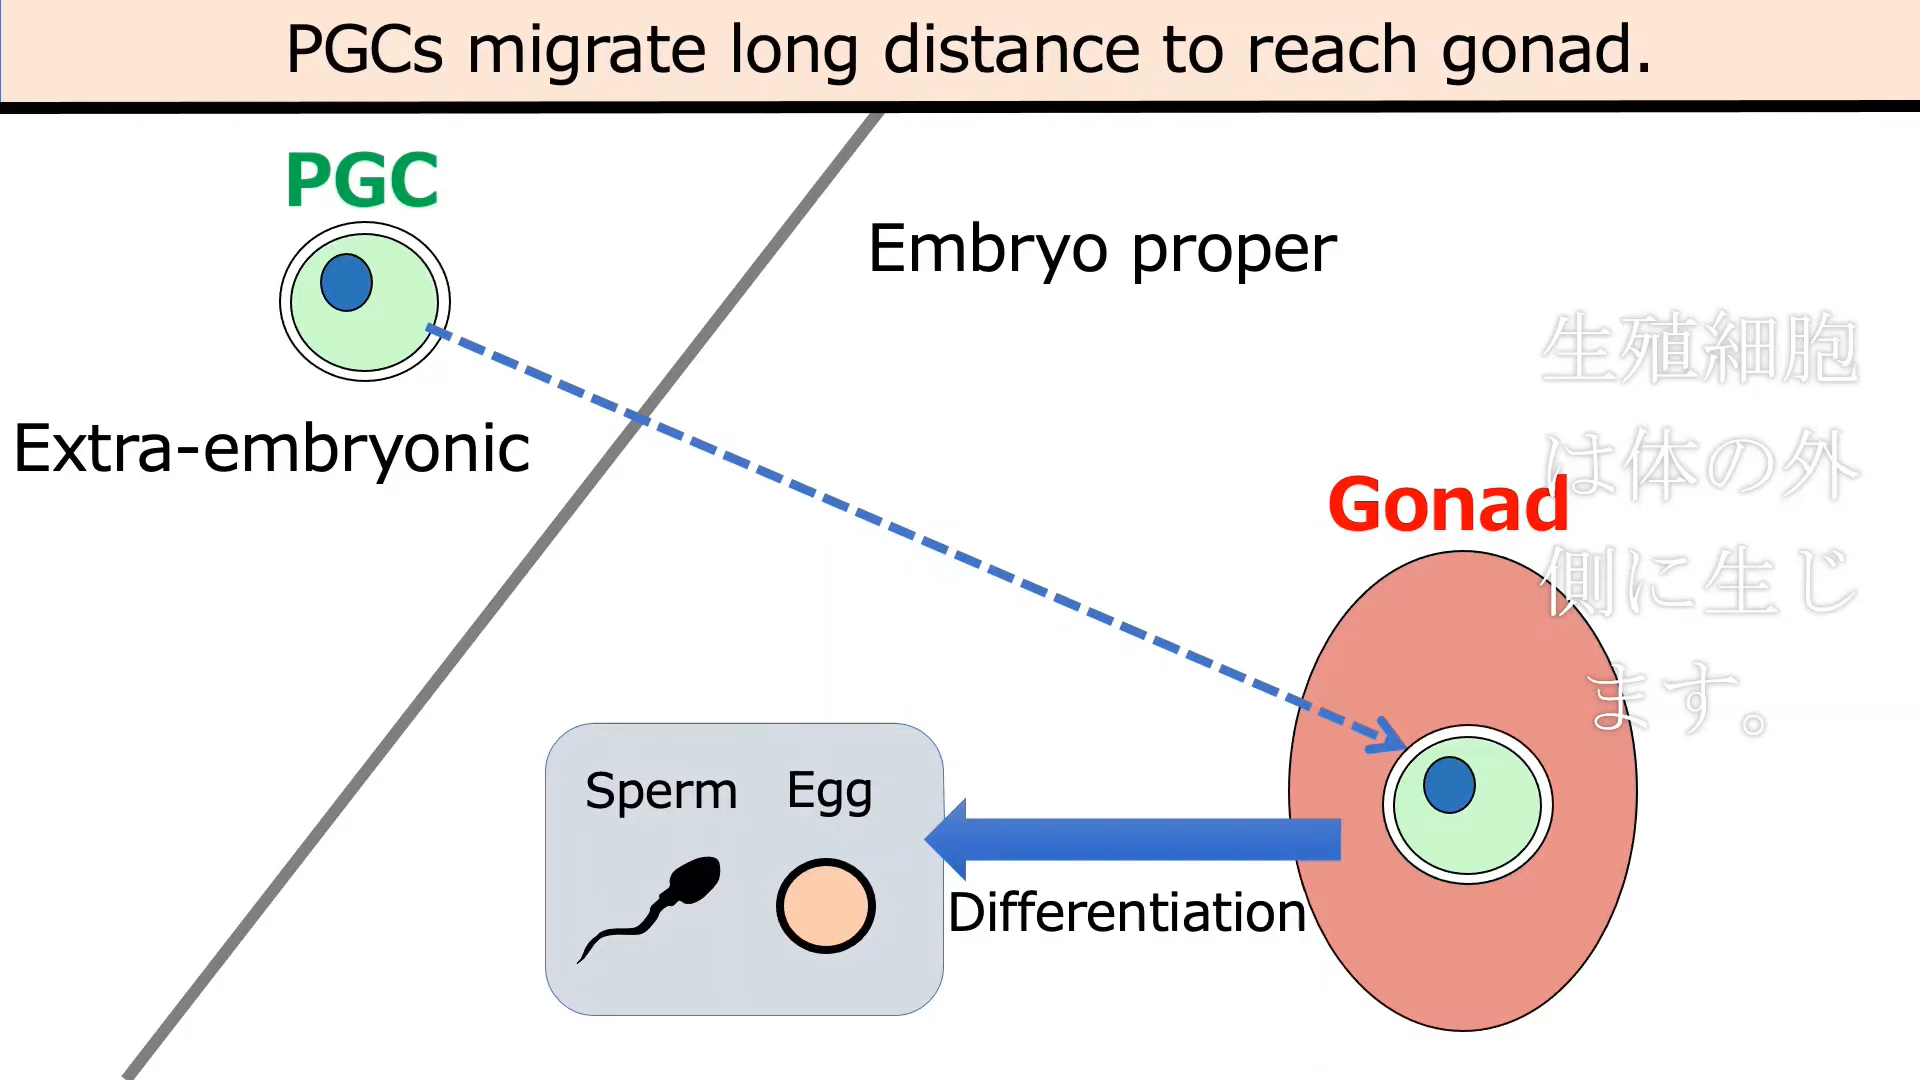 PGCs migrate long distance to reach gonad.
PGC
Embryo proper
Extra-embryonic
生殖細胞
は体の外
側に生じ
ます。
Gonad
Sperm Egg
Differentiation